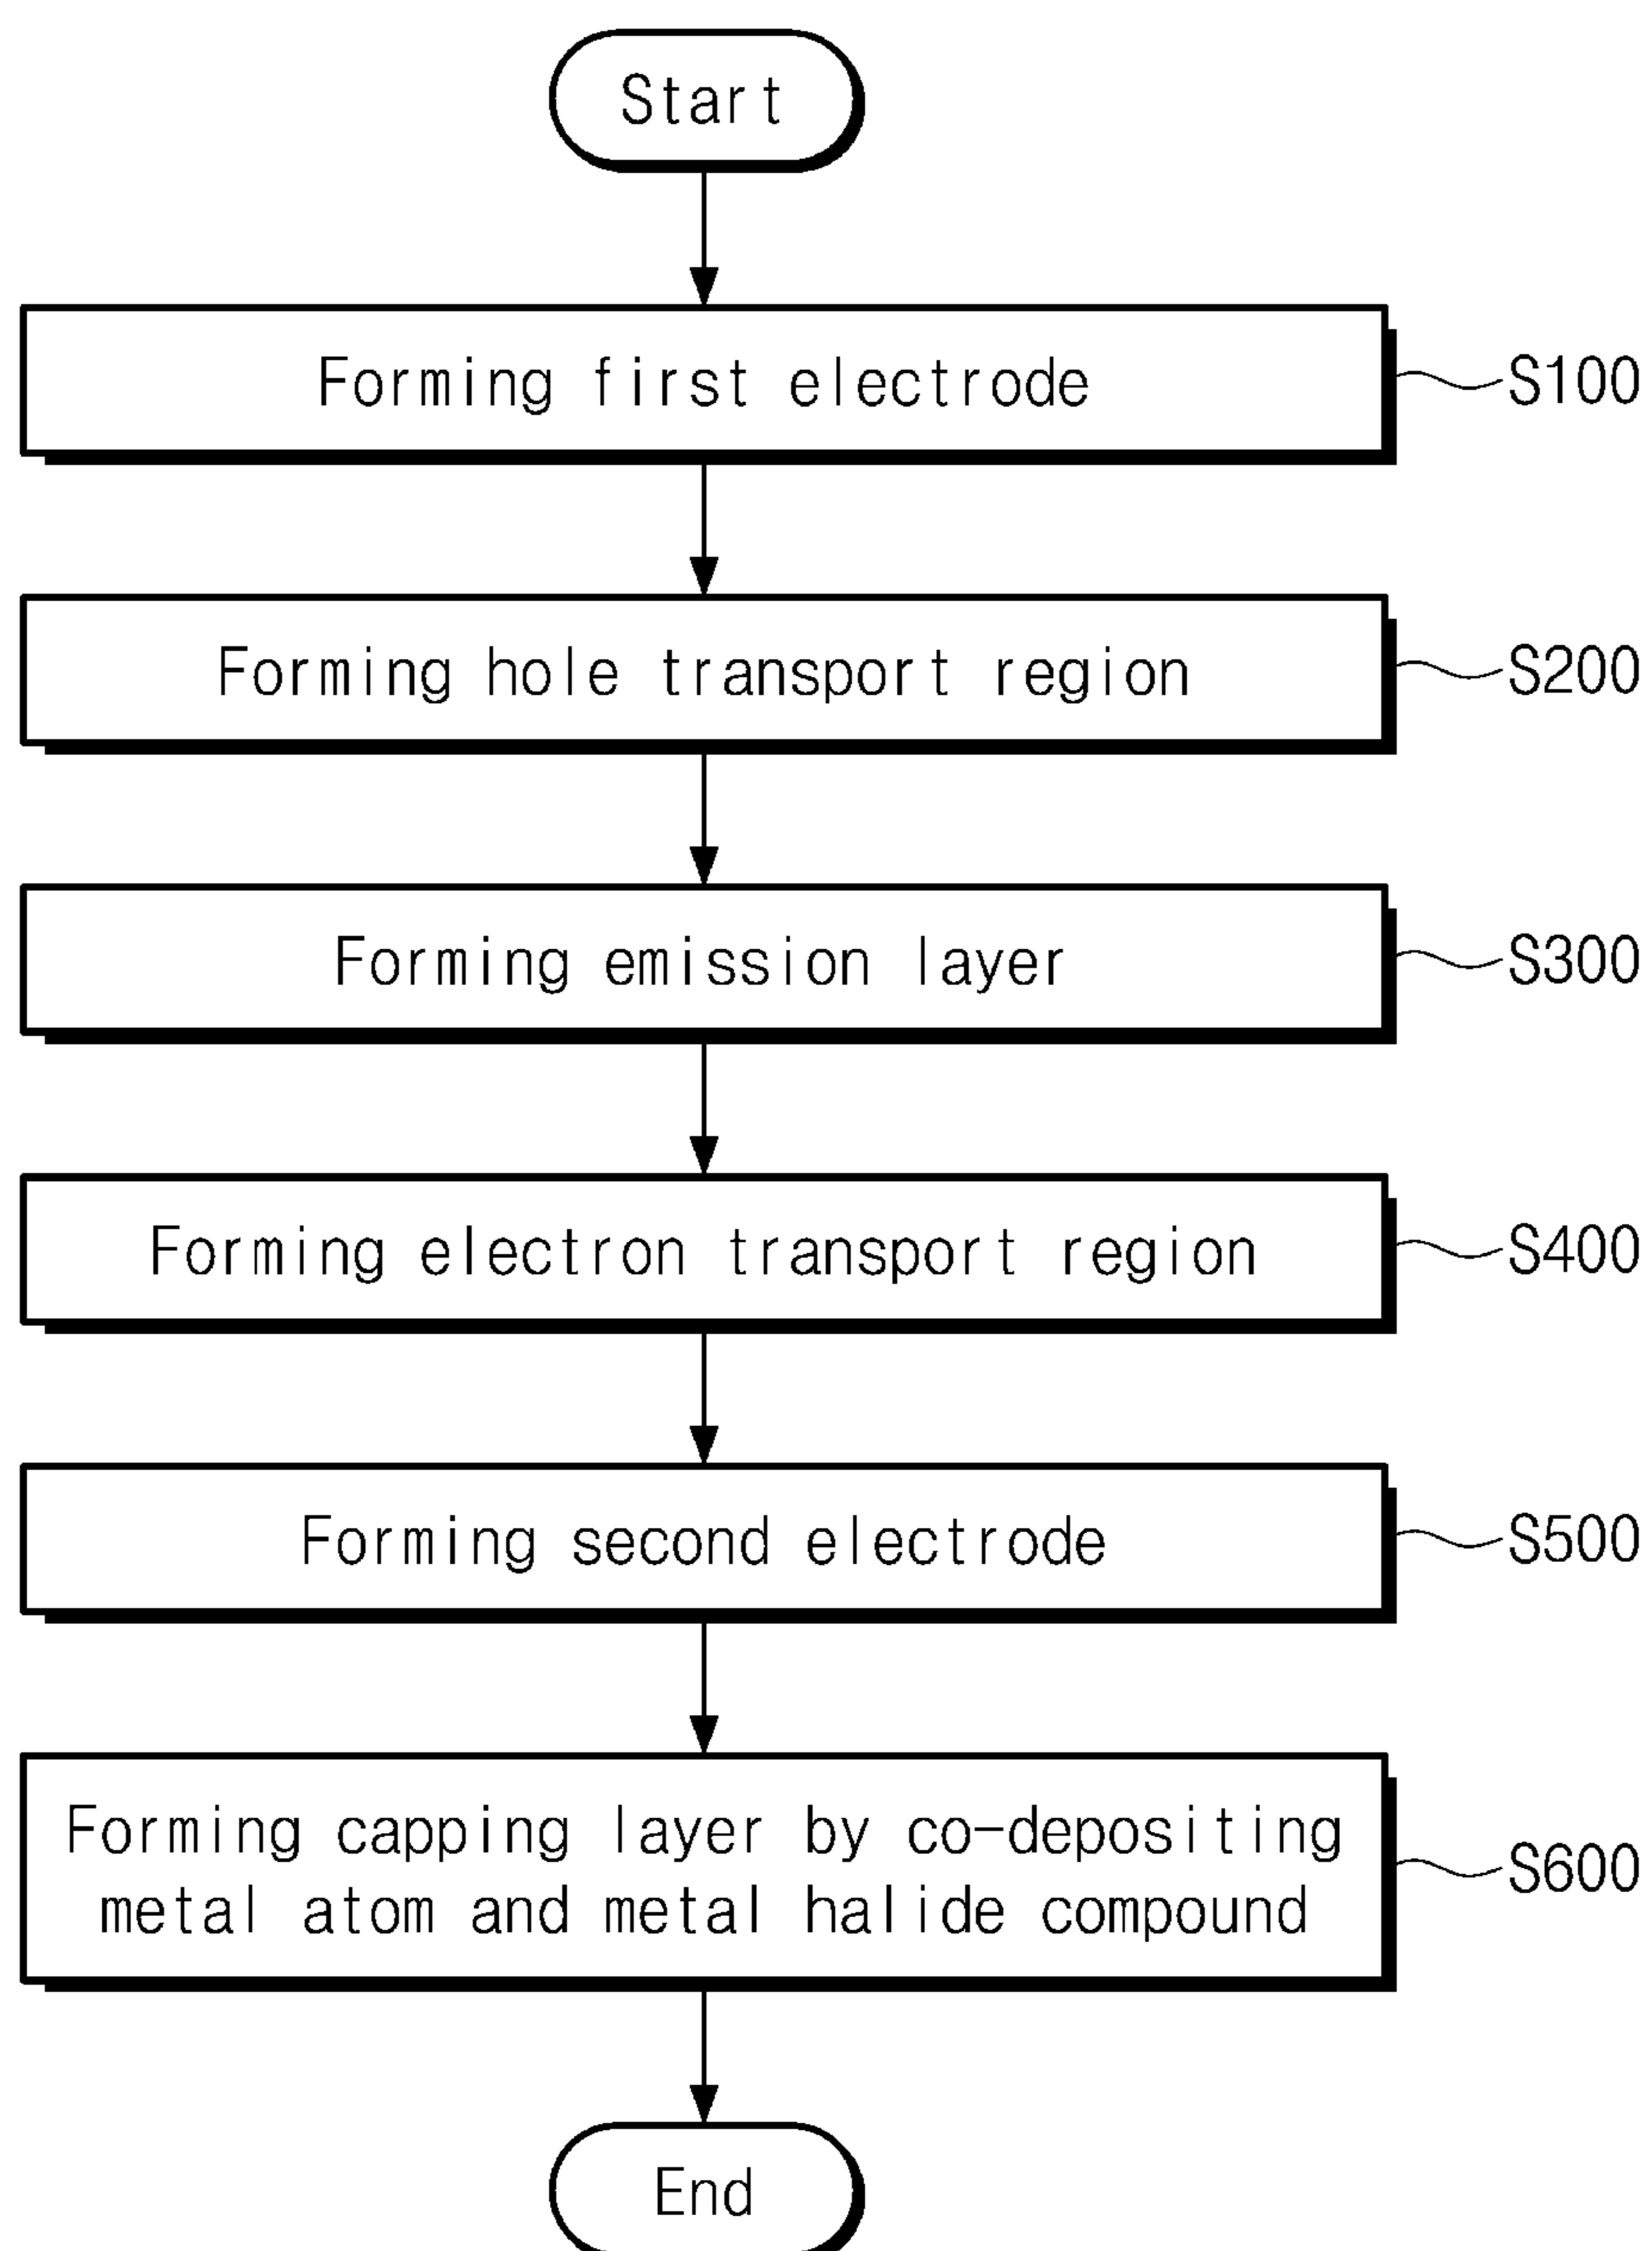 Start
Forming first electrode
S100
Forming hole transport region
S200
Forming emission layer
S300
Forming electron transport region
S400
Forming second electrode
S500
Forming capping layer by co-depositing
metal atom and metal halide compound
S600
End